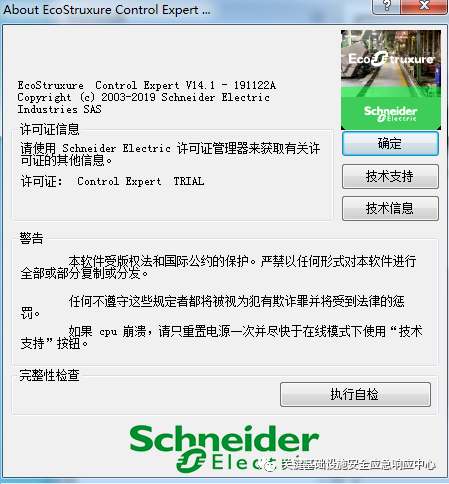 About EcoStruxure Control Expert ...
EcoStruxure
Schneider
Electric
EcoStruxure Control Expert V14.1 - 191122A
Copyright (c) 2003-2019 Schneider Electric
Industries SAS
许可证信息
请使用 Schneider Electric 许可证管理器来获取有关许
可证的其他信息。
许可证: Control Expert TRIAL
确定
技术支持
技术信息
警告
本软件受版权法和国际公约的保护。严禁以任何形式对本软件进行
全部或部分复制或分发。
任何不遵守这些规定者都将被视为犯有欺诈罪并将受到法律的惩
罚。
如果 cpu 崩溃，请只重置电源一次并尽快于在线模式下使用“技术
支持”按钮。
完整性检查
执行自检
Schneider
Electric
关键基础设施安全应急响应中心